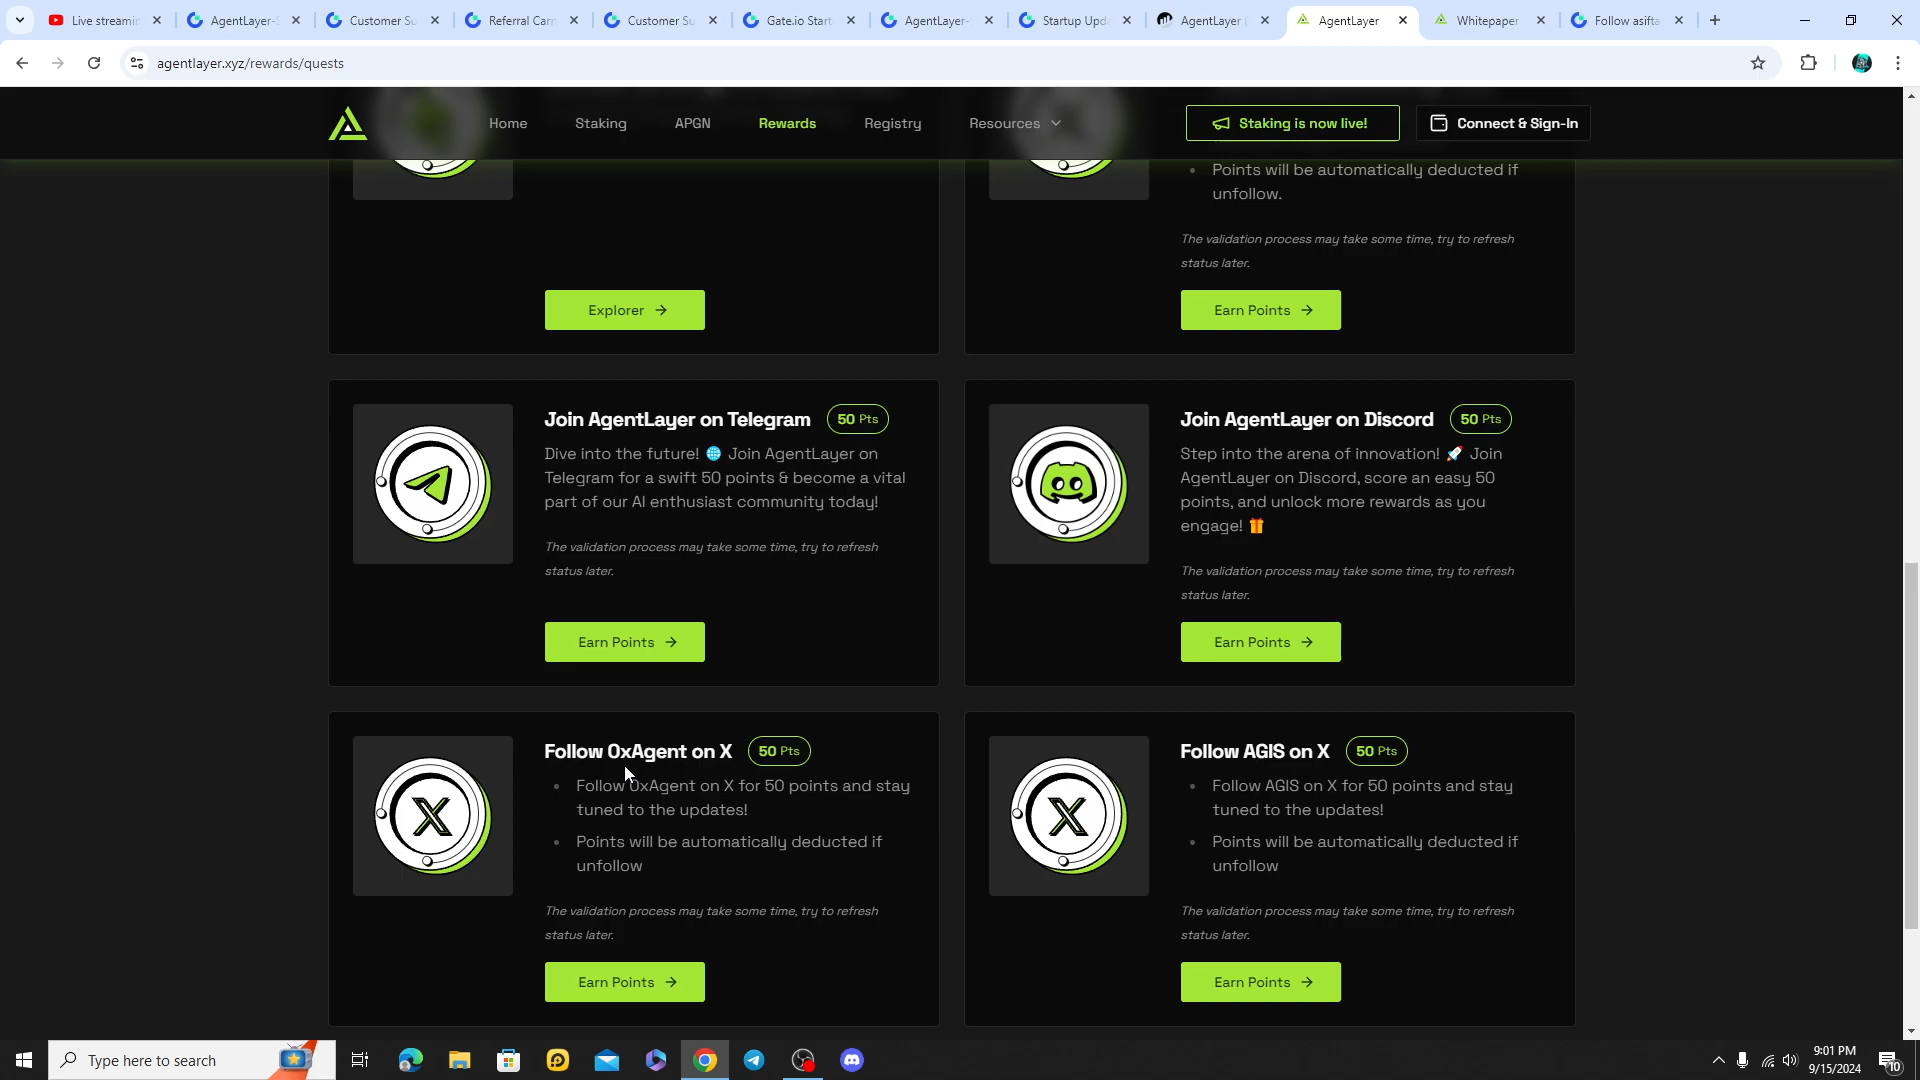 Live streamin
AgentLayer-S
Customer Su
Referral Cam
Customer Su
Gate.io Start
AgentLayer-S
Startup Upda
AgentLayer (
AgentLayer
Whitepaper
Follow asifta
agentlayer.xyz/rewards/quests
Home
Staking
APGN
Rewards
Registry
Resources
Staking is now live!
Connect & Sign-In
Points will be automatically deducted if
unfollow.
The validation process may take some time, try to refresh
status later.
Explorer →
Earn Points →
Join AgentLayer on Telegram 50 Pts
Dive into the future! 🌐 Join AgentLayer on
Telegram for a swift 50 points & become a vital
part of our AI enthusiast community today!
The validation process may take some time, try to refresh
status later.
Earn Points →
Join AgentLayer on Discord 50 Pts
Step into the arena of innovation! 🚀 Join
AgentLayer on Discord, score an easy 50
points, and unlock more rewards as you
engage! 🎁
The validation process may take some time, try to refresh
status later.
Earn Points →
Follow 0xAgent on X 50 Pts
• Follow 0xAgent on X for 50 points and stay
tuned to the updates!
• Points will be automatically deducted if
unfollow
The validation process may take some time, try to refresh
status later.
Earn Points →
Follow AGIS on X 50 Pts
• Follow AGIS on X for 50 points and stay
tuned to the updates!
• Points will be automatically deducted if
unfollow
The validation process may take some time, try to refresh
status later.
Earn Points →
Type here to search
9:01 PM
9/15/2024
10